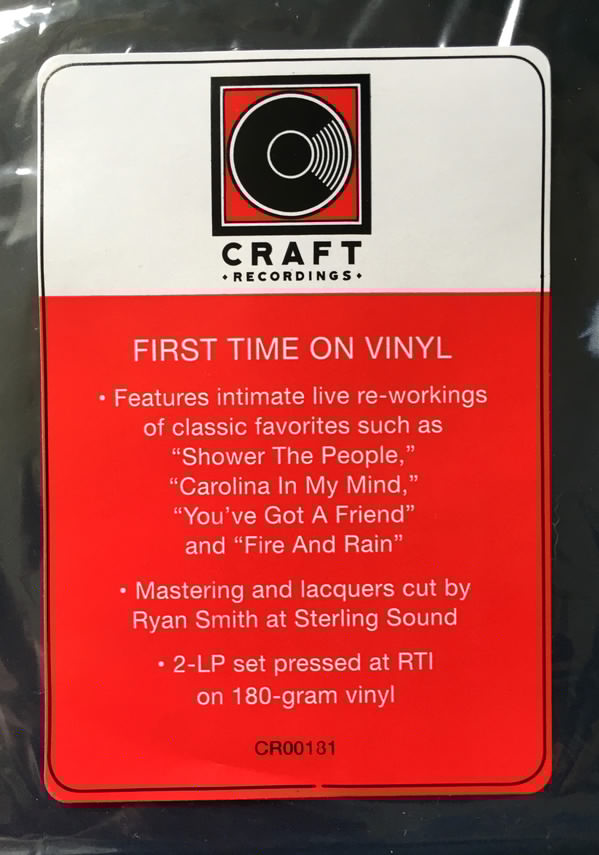 CRAFT
RECORDINGS
FIRST TIME ON VINYL
• Features intimate live re-workings
of classic favorites such as
“Shower The People,”
“Carolina In My Mind,”
“You’ve Got A Friend”
and “Fire And Rain”
• Mastering and lacquers cut by
Ryan Smith at Sterling Sound
• 2-LP set pressed at RTI
on 180-gram vinyl
CR00181